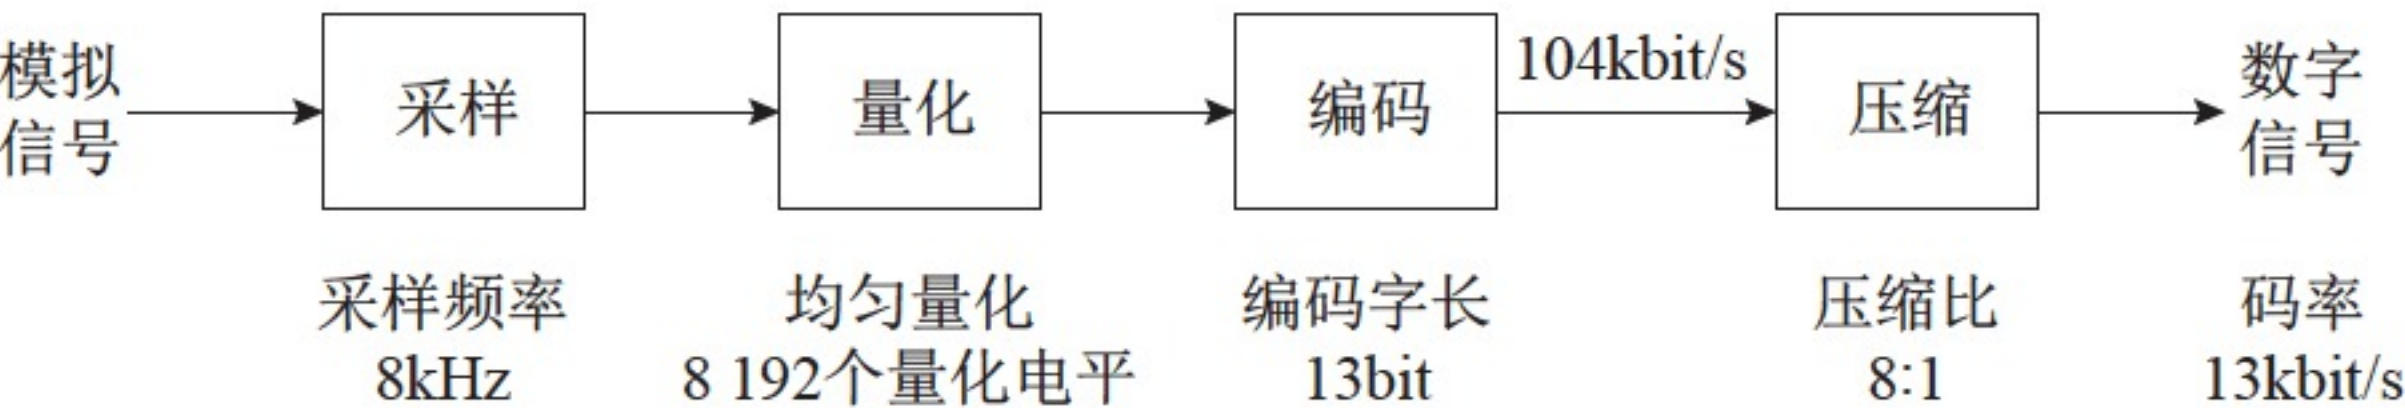 模拟
信号
采样
量化
编码
104kbit/s
压缩
数字
信号
采样频率
8kHz
均匀量化
8 192个量化电平
编码字长
13bit
压缩比
8:1
码率
13kbit/s